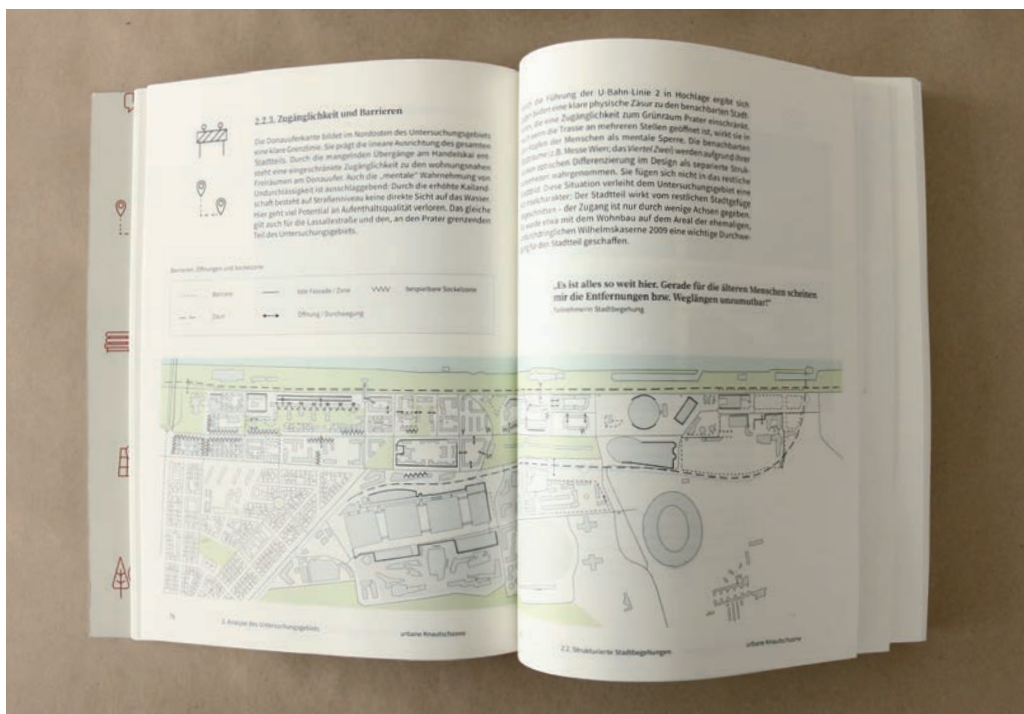 2.2.3. Zugänglichkeit und Barrieren
Die Donauuferkante bildet im Nordosten des Untersuchungsgebiets
eine klare Grenzlinie. Sie prägt die lineare Ausrichtung des gesamten
Stadtteils. Durch die mangelnden Übergänge am Handelskai ent-
steht eine eingeschränkte Zugänglichkeit zu den wohnungsnahen
Freiräumen am Donauufer. Auch die „mentale“ Wahrnehmung von
Undurchlässigkeit ist ausschlaggebend: Durch die erhöhte Kailand-
schaft besteht auf Straßenniveau keine direkte Sicht auf das Wasser.
Hier geht viel Potential an Aufenthaltsqualität verloren. Das gleiche
gilt auch für die Lassallestraße und den, an den Prater grenzenden
Teil des Untersuchungsgebiets.
Barrieren, Öffnungen und Sockelzone
Barriere
tote Fassade / Zone
bespielbare Sockelzone
Zaun
Öffnung / Durchwegung
76
2. Analyse des Untersuchungsgebiets
urbane Knautschzone
die Führung der U-Bahn-Linie 2 in Hochlage ergibt sich
eine klare physische Zäsur zu den benachbarten Stadt-
die eine Zugänglichkeit zum Grünraum Prater einschränkt.
wenn die Trasse an mehreren Stellen geöffnet ist, wirkt sie in
der Menschen als mentale Sperre. Die benachbarten
(z.B. Messe Wien; das Viertel Zwei) werden aufgrund ihrer
optischen Differenzierung im Design als separierte Struk-
wahrgenommen. Sie fügen sich nicht in das restliche
Diese Situation verleiht dem Untersuchungsgebiet eine
Der Stadtteil wirkt vom restlichen Stadtgefüge
- der Zugang ist nur durch wenige Achsen gegeben.
wurde etwa mit dem Wohnbau auf dem Areal der ehemaligen,
undurchdringlichen Wilhelmskaserne 2009 eine wichtige Durchwe-
für den Stadtteil geschaffen.
„Es ist alles so weit hier. Gerade für die älteren Menschen scheinen
mir die Entfernungen bzw. Weglängen unzumutbar!“
Teilnehmerin Stadtbegehung
2.2. Strukturierte Stadtbegehungen
urbane Knautschzone